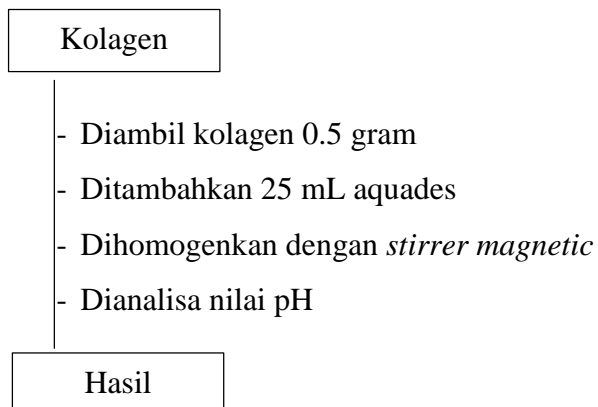 Kolagen
- Diambil kolagen 0.5 gram
- Ditambahkan 25 mL aquades
- Dihomogenkan dengan stirrer magnetic
- Dianalisa nilai pH
Hasil